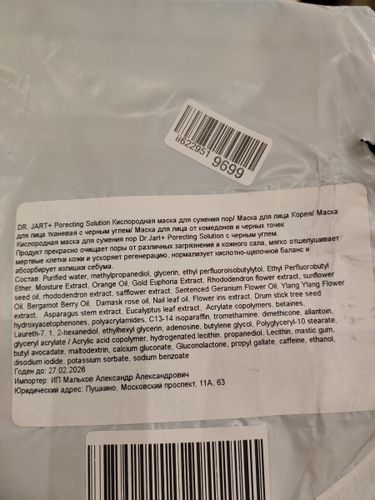 ii622951 9699
DR. JART+ Porecting Solution Кислородная маска для сужения пор/ Маска для лица Корея/ Маска
для лица тканевая с черным углем/ Маска для лица от комедонов и черных точек
Кислородная маска для сужения пор Dr Jart+ Porecting Solution с черным углем.
Продукт прекрасно очищает поры от различных загрязнений и кожного сала, мягко отшелушивает
мертвые клетки кожи и ускоряет регенерацию, нормализует кислотно-щелочной баланс и
абсорбирует излишки себума.
Состав: Purified water, methylpropanediol, glycerin, ethyl perfluoroisobutylytol, Ethyl Perfluorobutyl
Ether, Moisture Extract, Orange Oil, Gold Euphoria Extract, Rhododendron flower extract, sunflower
seed oil, rhododendron extract, safflower extract, Sentenced Geranium Flower Oil, Ylang Ylang Flower
Oil, Bergamot Berry Oil, Damask rose oil, Nail leaf oil, Flower iris extract, Drum stick tree seed
extract, Asparagus stem extract, Eucalyptus leaf extract, Acrylate copolymers, betaines,
hydroxyacetophenones, polyacrylamides, C13-14 isoparaffin, tromethamine, dimethicone, allantoin,
Laureth-7, 1, 2-hexanediol, ethylhexyl glycerin, adenosine, butylene glycol, Polyglyceryl-10 stearate,
glyceryl acrylate / Acrylic acid copolymer, hydrogenated lecithin, propanediol, Lecithin, mastic gum,
butyl avocadate, maltodextrin, calcium gluconate, Gluconolactone, propyl gallate, caffeine, ethanol,
disodium iodide, potassium sorbate, sodium benzoate
Годен до: 27.02.2026
Импортер: ИП Мальков Александр Александрович
Юридический адрес: Пушкино, Московский проспект, 11А, 63